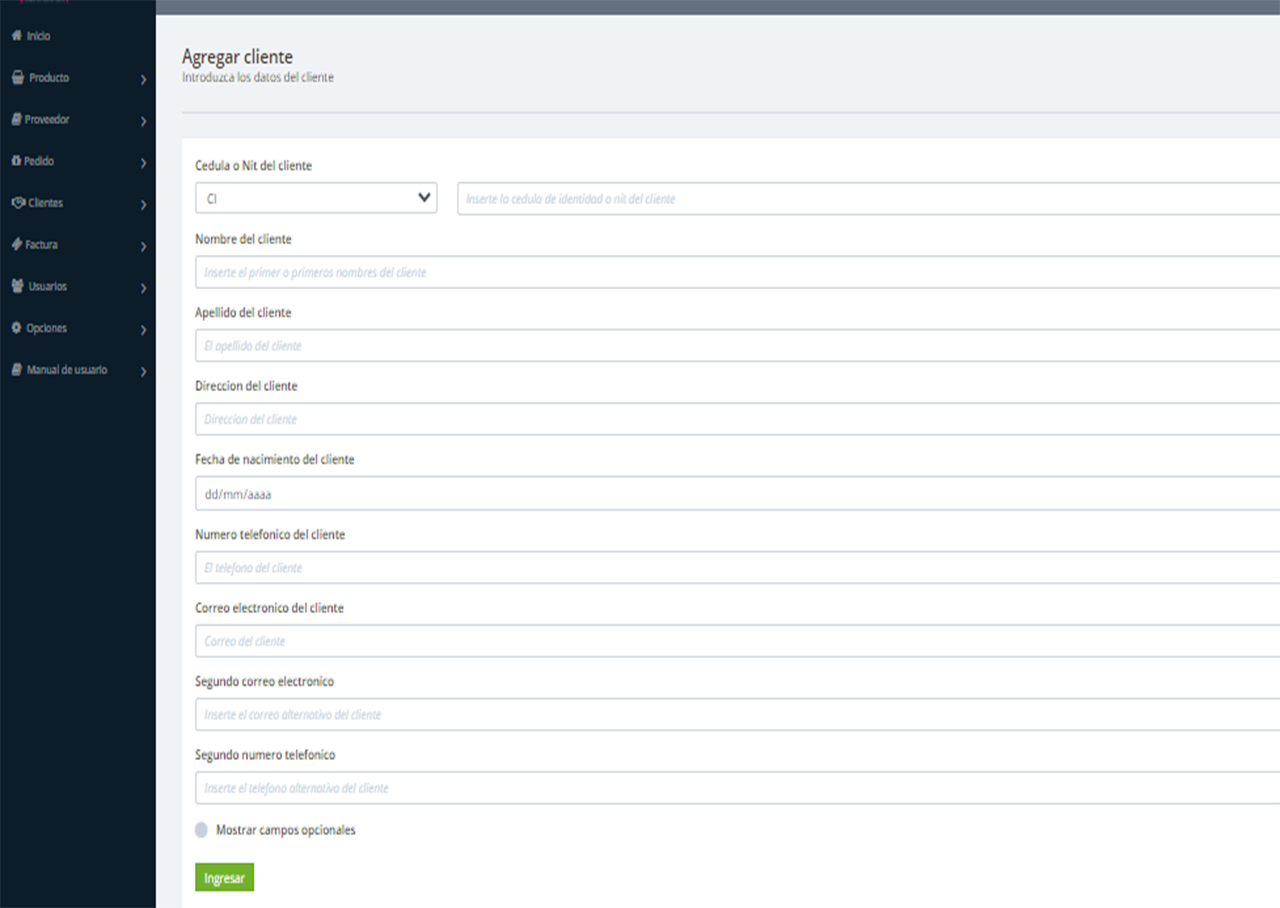 Inicio
Producto
Proveedor
Pedido
Clientes
Factura
Usuarios
Opciones
Manual de usuario
Agregar cliente
Introduzca los datos del cliente
Cedula o Nit del cliente
CI
Inserte la cedula de identidad o nit del cliente
Nombre del cliente
Inserte el primer o primeros nombres del cliente
Apellido del cliente
El apellido del cliente
Direccion del cliente
Direccion del cliente
Fecha de nacimiento del cliente
dd/mm/aaaa
Numero telefonico del cliente
El telefono del cliente
Correo electronico del cliente
Correo del cliente
Segundo correo electronico
Inserte el correo alternativo del cliente
Segundo numero telefonico
Inserte el telefono alternativo del cliente
Mostrar campos opcionales
Ingresar